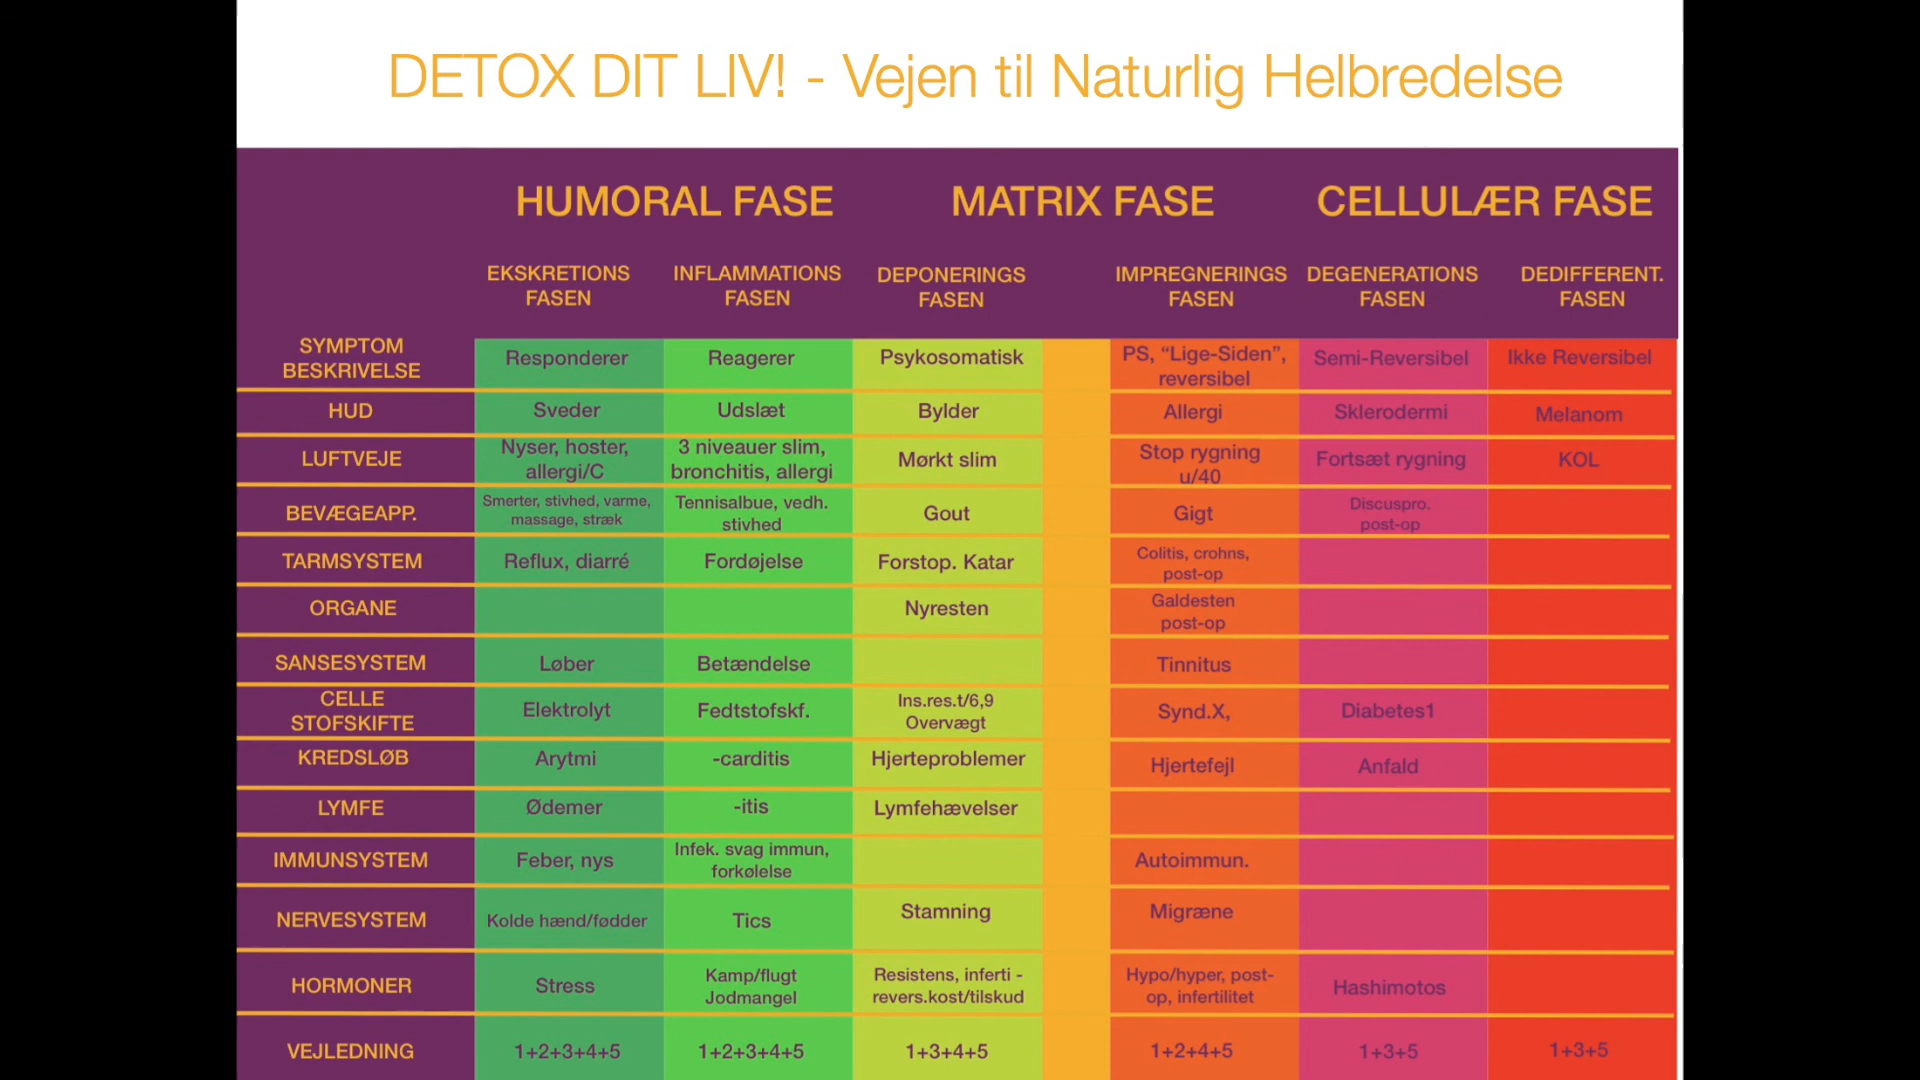 DETOX DIT LIV! - Vejen til Naturlig Helbredelse
HUMORAL FASE MATRIX FASE CELLULÆR FASE
EKSKRETIONS FASEN INFLAMMATIONS FASEN DEPONERINGS FASEN IMPREGNERINGS FASEN DEGENERATIONS FASEN DEDIFFERENT. FASEN
SYMPTOM BESKRIVELSE Responderer Reagerer Psykosomatisk PS, “Lige-Siden”, reversibel Semi-Reversibel Ikke Reversibel
HUD Sveder Udslæt Bylder Allergi Sklerodermi Melanom
LUFTVEJE Nyser, hoster, allergi/C 3 niveauer slim, bronchitis, allergi Mørkt slim Stop rygning u/40 Fortsæt rygning KOL
BEVÆGEAPP. Smerter, stivhed, varme, massage, stræk Tennisalbue, vedh. stivhed Gout Gigt Discuspro. post-op
TARMSYSTEM Reflux, diarré Fordøjelse Forstop. Katar Colitis, crohns, post-op
ORGANE Nyresten Galdesten post-op
SANSESYSTEM Løber Betændelse Tinnitus
CELLE STOFSKIFTE Elektrolyt Fedtstofskf. Ins.res.t/6,9 Overvægt Synd.X, Diabetes1
KREDSLØB Arytmi -carditis Hjerteproblemer Hjertefejl Anfald
LYMFE Ødemer -itis Lymfehævelser
IMMUNSYSTEM Feber, nys Infek. svag immun, forkølelse Autoimmun.
NERVESYSTEM Kolde hænd/fødder Tics Stamning Migræne
HORMONER Stress Kamp/flugt Jodmangel Resistens, inferti - revers.kost/tilskud Hypo/hyper, post-op, infertilitet Hashimotos
VEJLEDNING 1+2+3+4+5 1+2+3+4+5 1+3+4+5 1+2+4+5 1+3+5 1+3+5